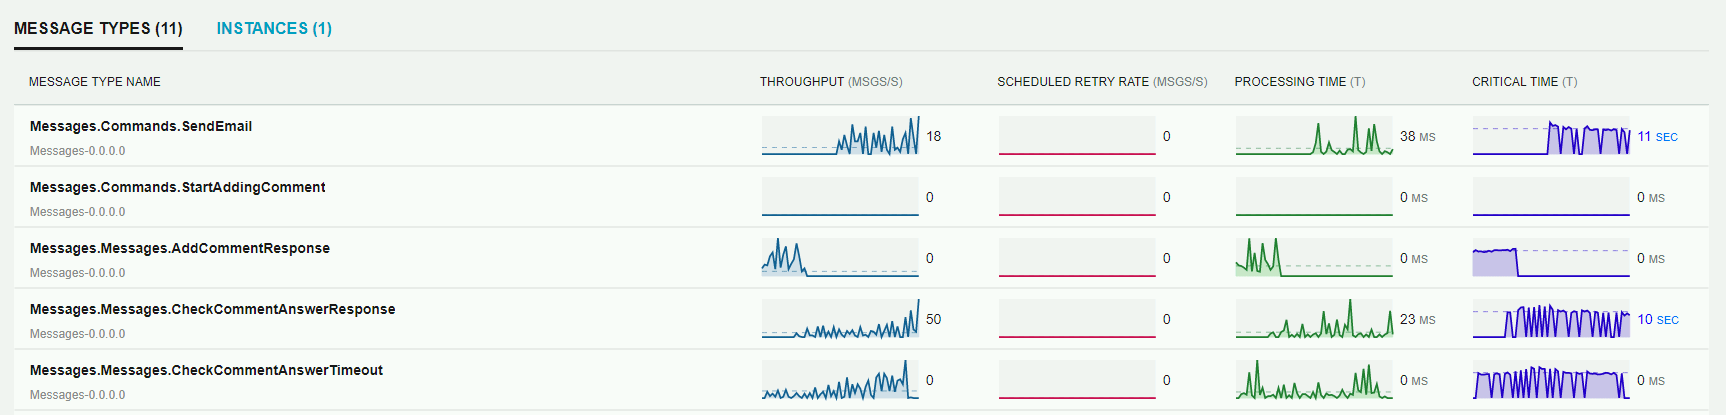 MESSAGE TYPES (11) INSTANCES (1)
MESSAGE TYPE NAME THROUGHPUT (MSGS/S) SCHEDULED RETRY RATE (MSGS/S) PROCESSING TIME (T) CRITICAL TIME (T)
Messages.Commands.SendEmail 18 0 38 MS 11 SEC
Messages-0.0.0.0
Messages.Commands.StartAddingComment 0 0 0 MS 0 MS
Messages-0.0.0.0
Messages.Messages.AddCommentResponse 0 0 0 MS 0 MS
Messages-0.0.0.0
Messages.Messages.CheckCommentAnswerResponse 50 0 23 MS 10 SEC
Messages-0.0.0.0
Messages.Messages.CheckCommentAnswerTimeout 0 0 0 MS 0 MS
Messages-0.0.0.0